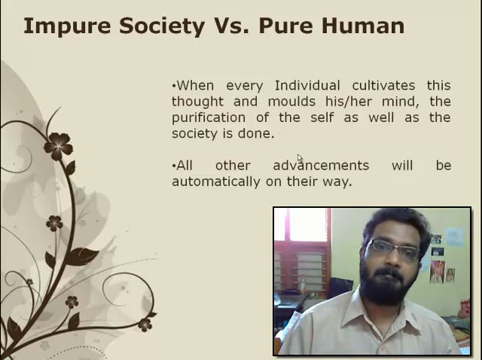 Impure Society Vs. Pure Human
•When every Individual cultivates this
thought and moulds his/her mind, the
purification of the self as well as the
society is done.
•All other advancements will be
automatically on their way.